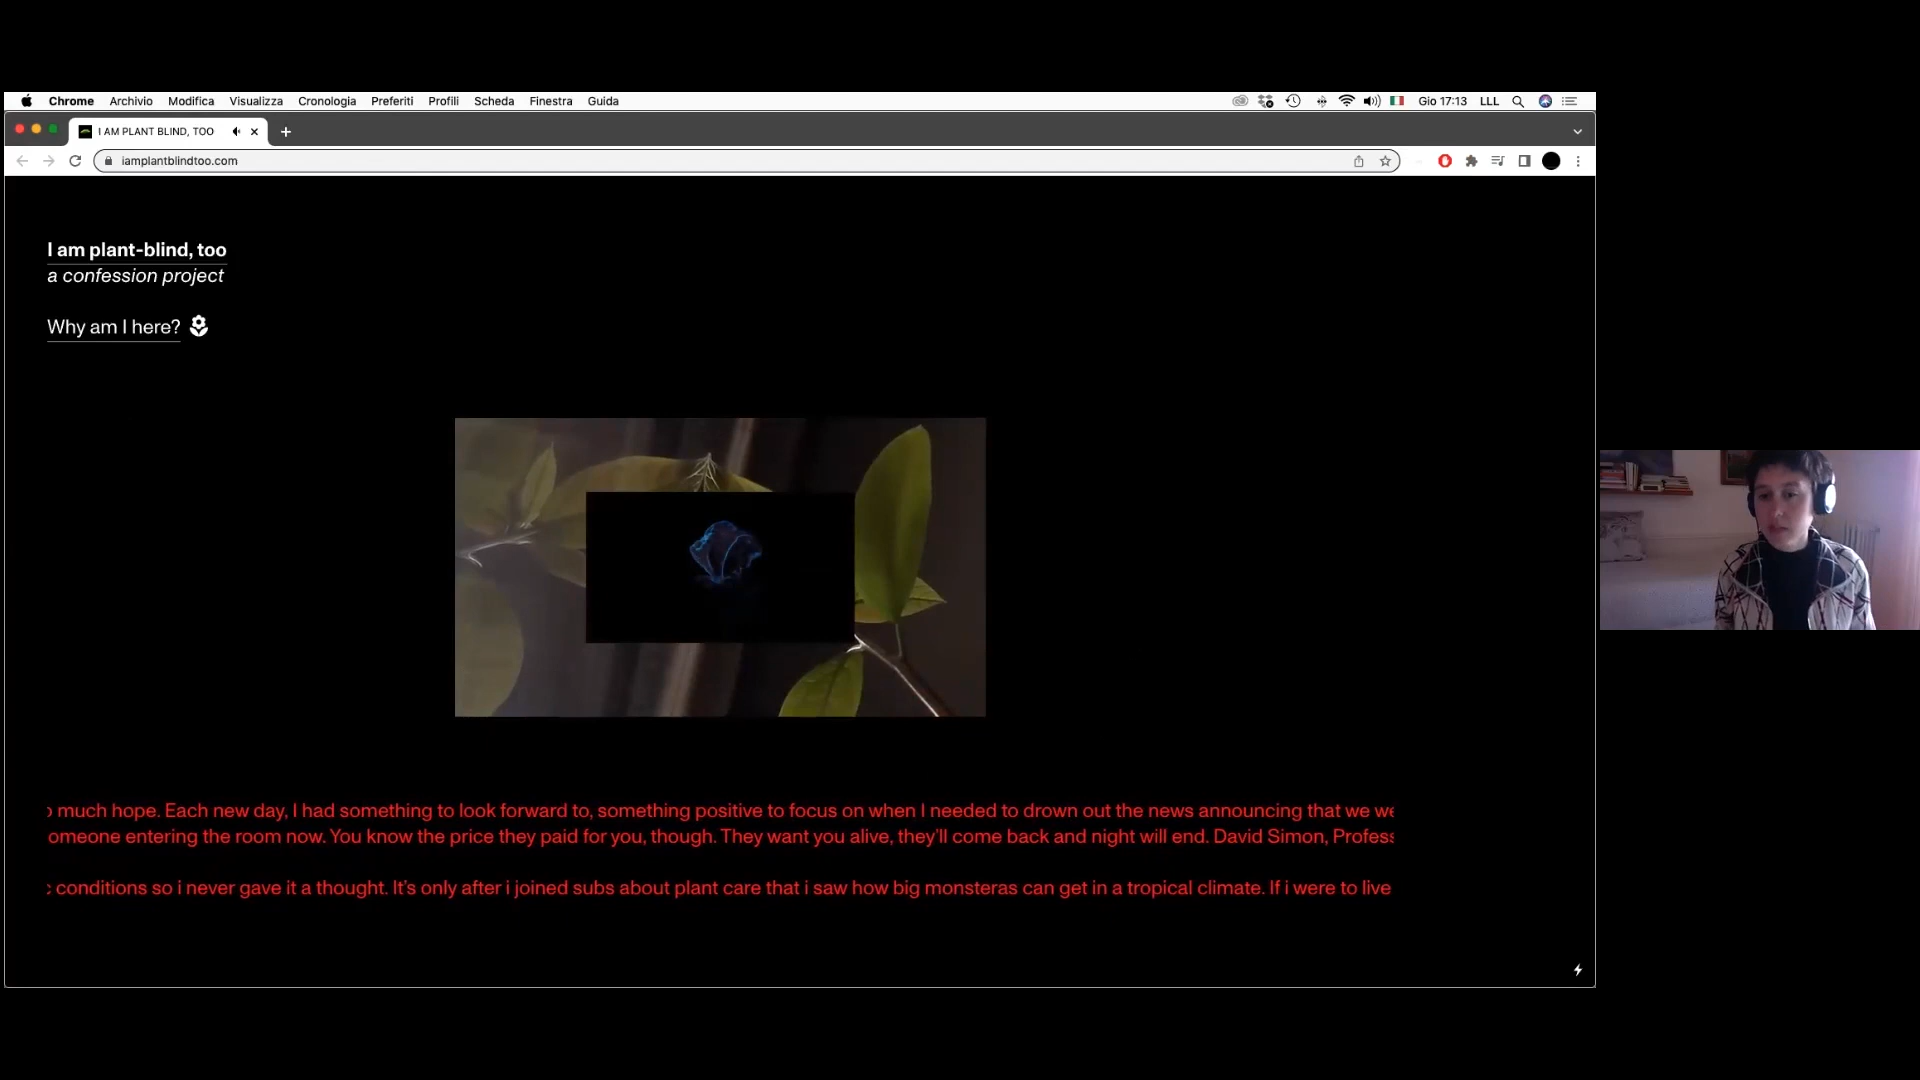 Chrome Archivio Modifica Visualizza Cronologia Preferiti Profili Scheda Finestra Guida Gio 17:13 LLL
I AM PLANT BLIND, TOO
iamplantblindtoo.com
I am plant-blind, too
a confession project
Why am I here?
much hope. Each new day, I had something to look forward to, something positive to focus on when I needed to drown out the news announcing that we we
omeone entering the room now. You know the price they paid for you, though. They want you alive, they'll come back and night will end. David Simon, Profess
conditions so i never gave it a thought. It's only after i joined subs about plant care that i saw how big monsteras can get in a tropical climate. If i were to live